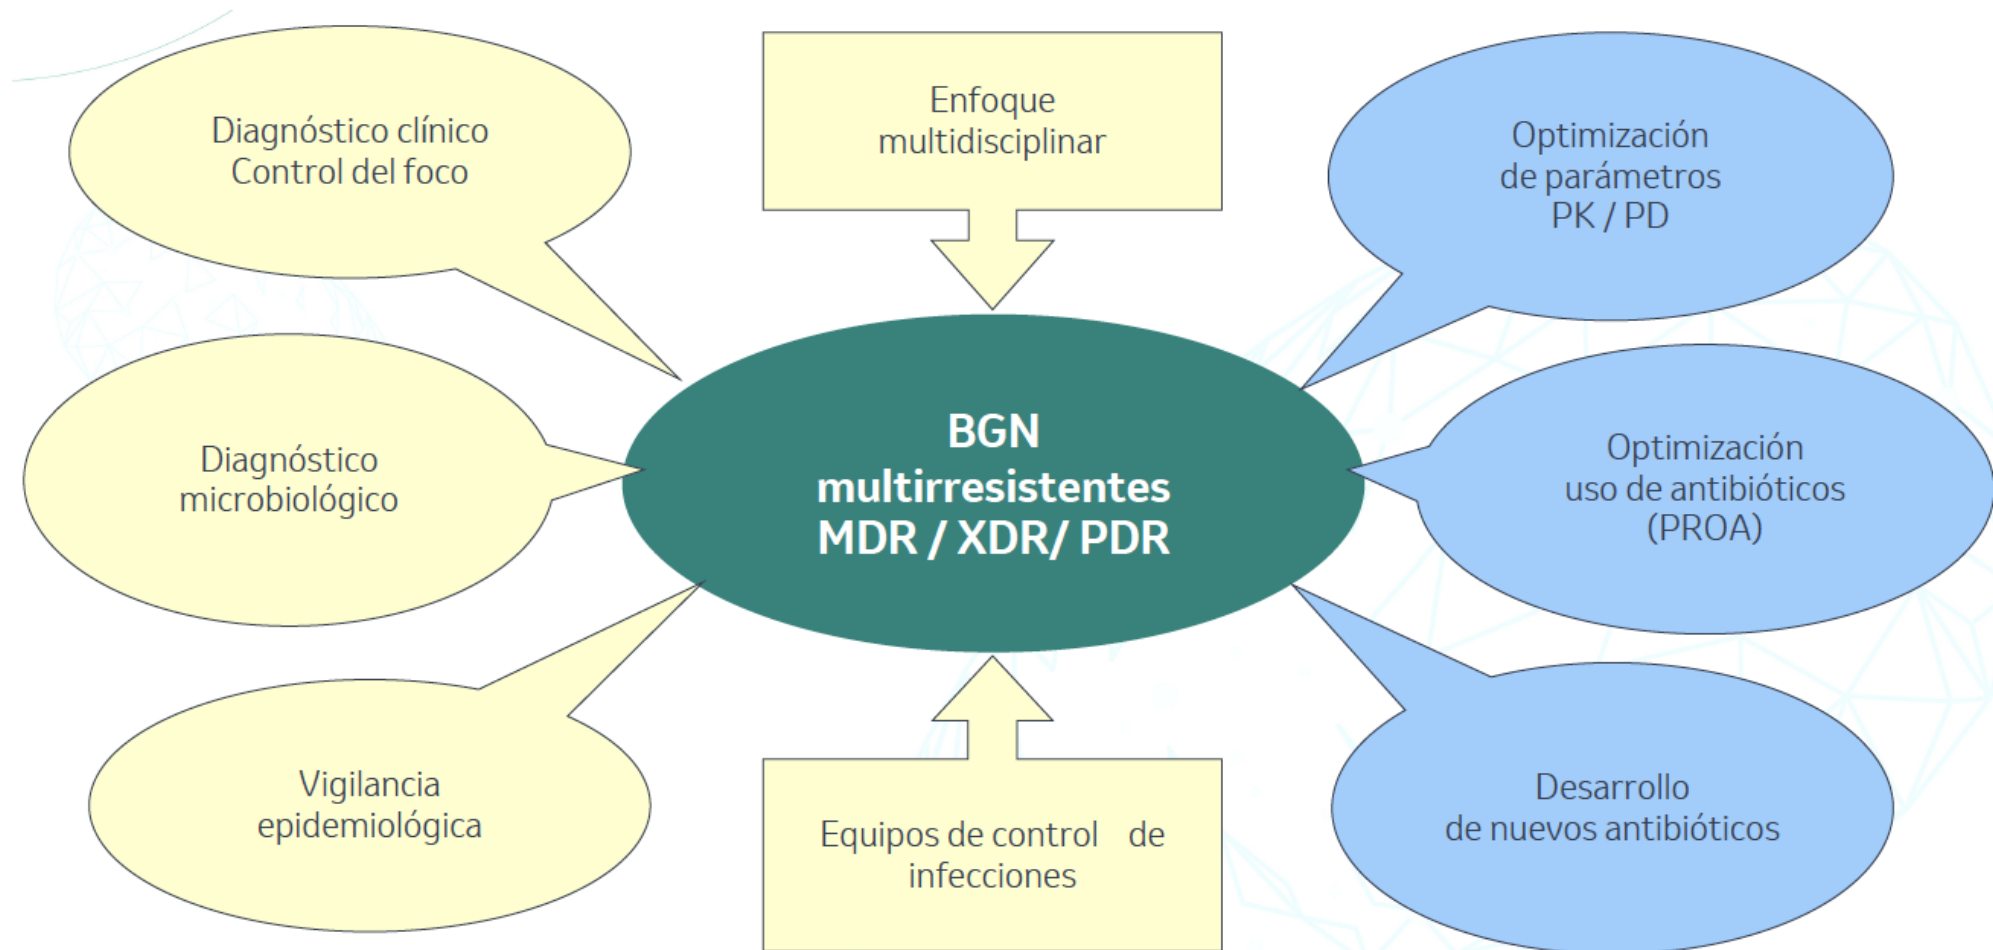 Diagnóstico clínico
Control del foco
Enfoque
multidisciplinar
Optimización
de parámetros
PK / PD
Diagnóstico
microbiológico
BGN
multirresistentes
MDR / XDR/ PDR
Optimización
uso de antibióticos
(PROA)
Vigilancia
epidemiológica
Equipos de control de
infecciones
Desarrollo
de nuevos antibióticos